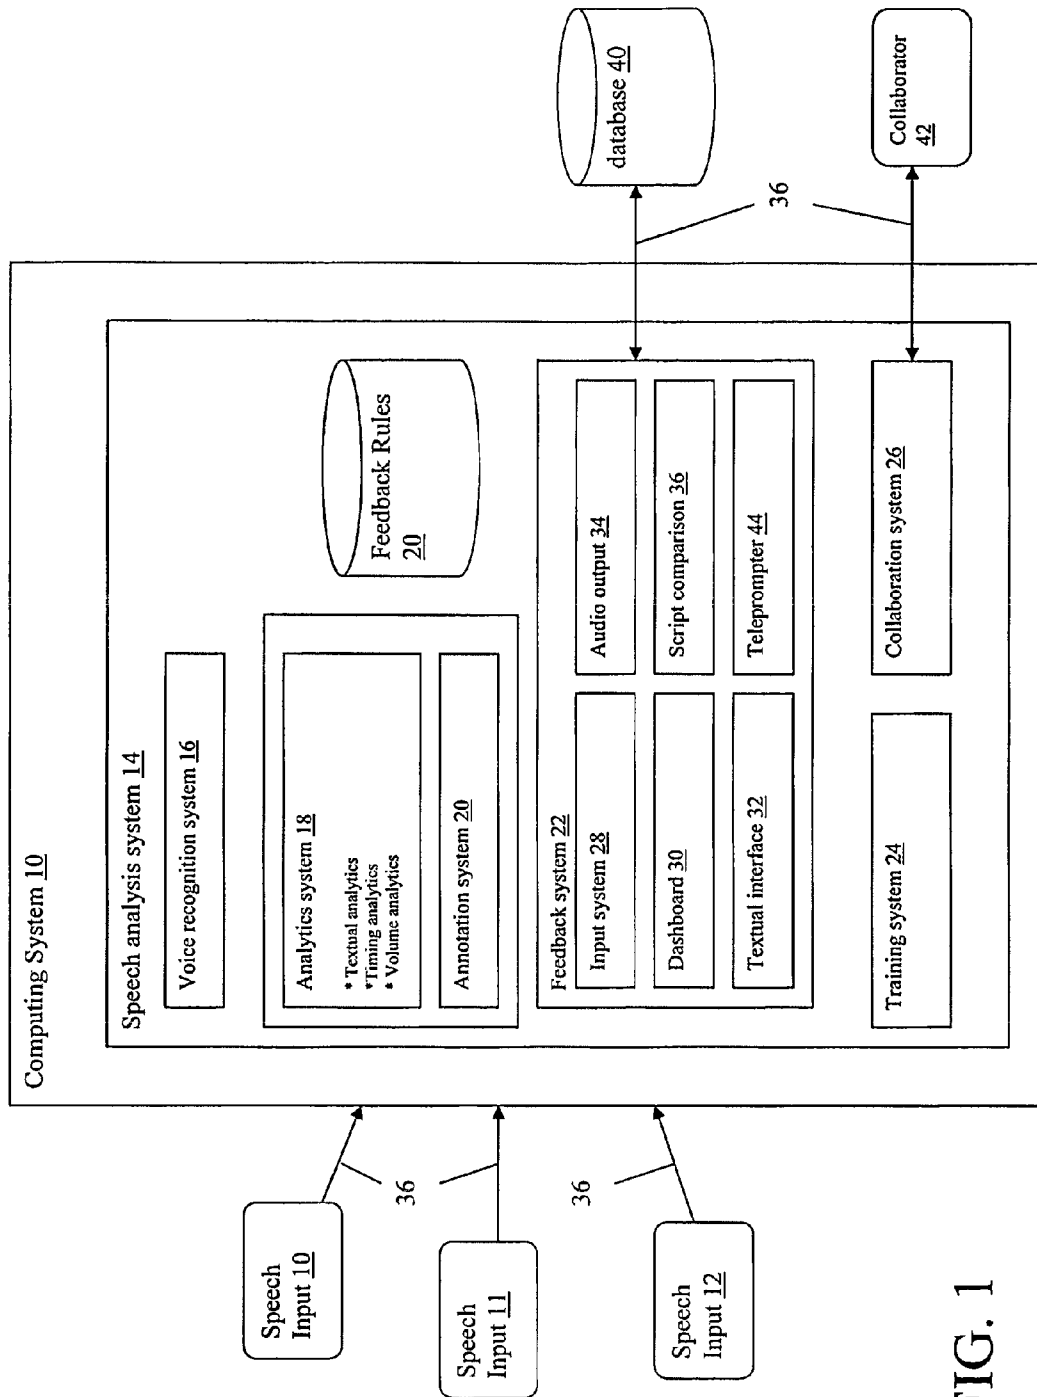 Computing System 10
Speech analysis system 14
Voice recognition system 16
Analytics system 18
* Textual analytics
*Timing analytics
* Volume analytics
Annotation system 20
Feedback Rules
20
Feedback system 22
Input system 28
Audio output 34
Dashboard 30
Script comparison 36
Textual interface 32
Teleprompter 44
Training system 24
Collaboration system 26
Speech
Input 10
36
Speech
Input 11
36
Speech
Input 12
database 40
36
Collaborator
42
FIG. 1